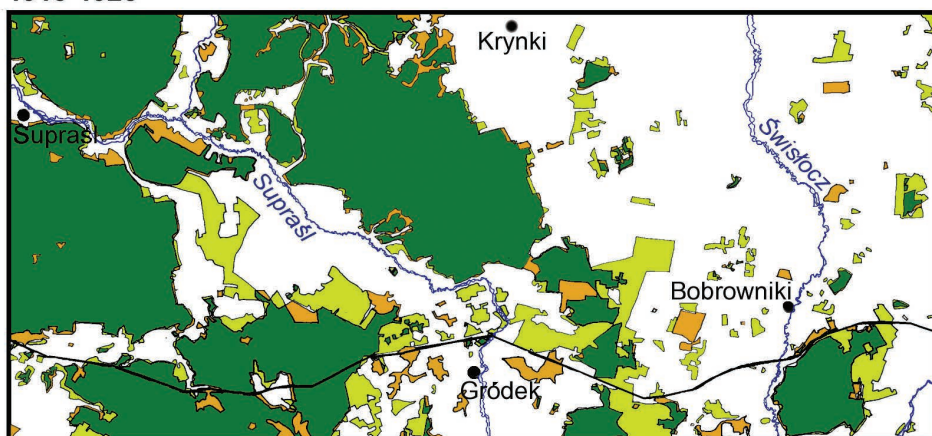 Krynki
Supraśl
Świsłocz
Supraśl
Bobrowniki
Gródek